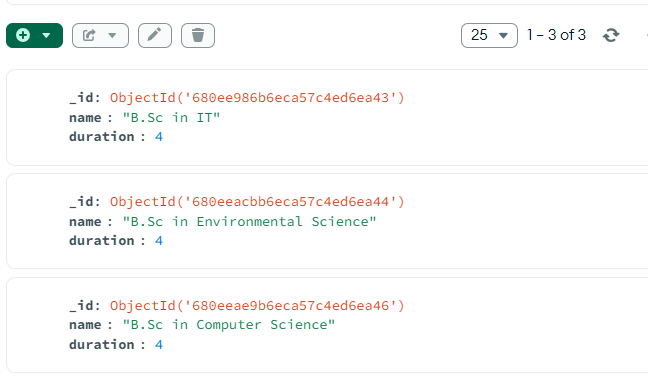 25 1 – 3 of 3
_id: ObjectId('680ee986b6eca57c4ed6ea43')
name : "B.Sc in IT"
duration : 4
_id: ObjectId('680eeacbb6eca57c4ed6ea44')
name : "B.Sc in Environmental Science"
duration : 4
_id: ObjectId('680eeae9b6eca57c4ed6ea46')
name : "B.Sc in Computer Science"
duration : 4